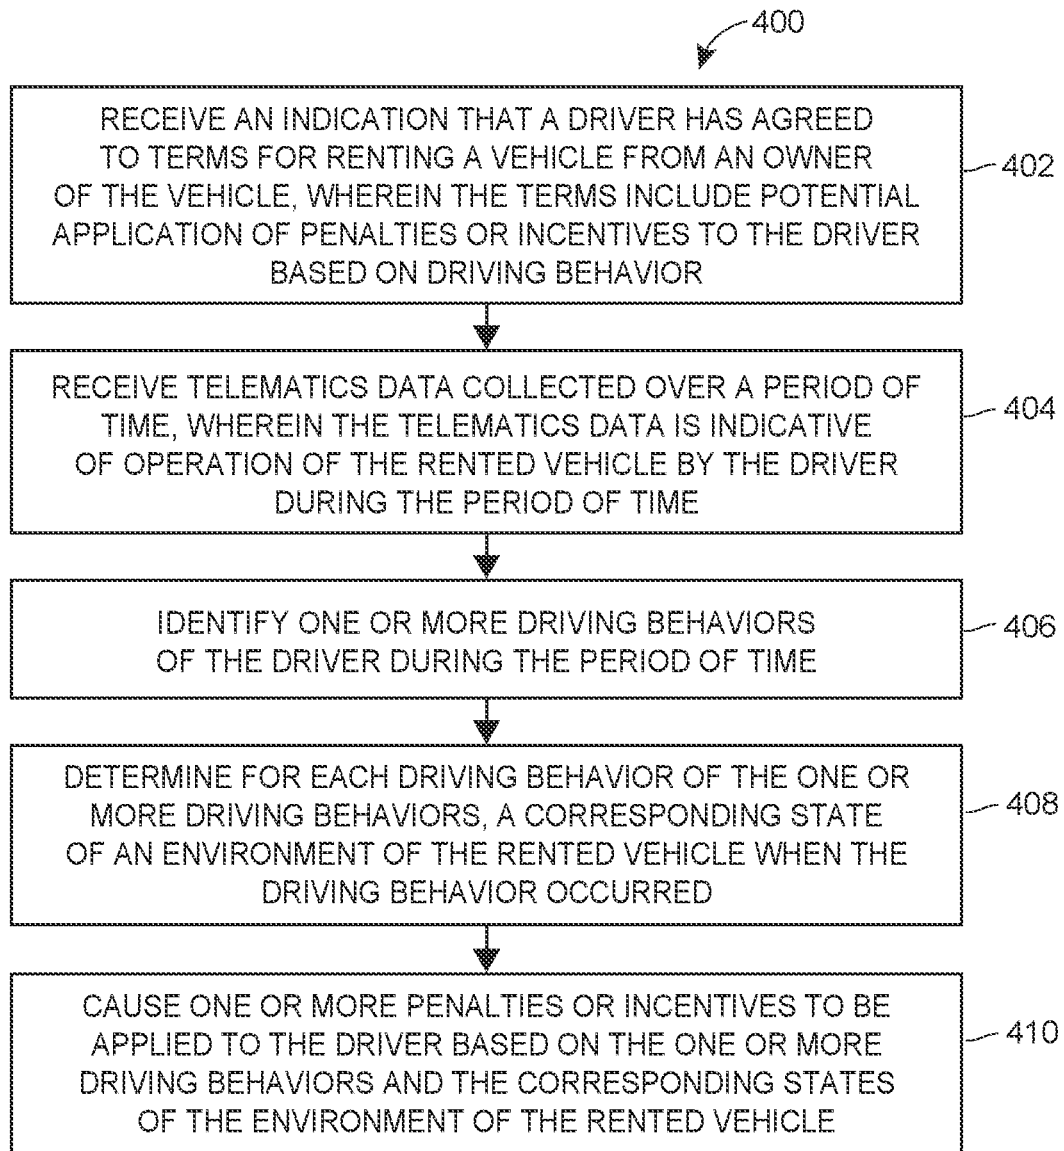 400
RECEIVE AN INDICATION THAT A DRIVER HAS AGREED
TO TERMS FOR RENTING A VEHICLE FROM AN OWNER
OF THE VEHICLE, WHEREIN THE TERMS INCLUDE POTENTIAL
APPLICATION OF PENALTIES OR INCENTIVES TO THE DRIVER
BASED ON DRIVING BEHAVIOR
402
RECEIVE TELEMATICS DATA COLLECTED OVER A PERIOD OF
TIME, WHEREIN THE TELEMATICS DATA IS INDICATIVE
OF OPERATION OF THE RENTED VEHICLE BY THE DRIVER
DURING THE PERIOD OF TIME
404
IDENTIFY ONE OR MORE DRIVING BEHAVIORS
OF THE DRIVER DURING THE PERIOD OF TIME
406
DETERMINE FOR EACH DRIVING BEHAVIOR OF THE ONE OR
MORE DRIVING BEHAVIORS, A CORRESPONDING STATE
OF AN ENVIRONMENT OF THE RENTED VEHICLE WHEN THE
DRIVING BEHAVIOR OCCURRED
408
CAUSE ONE OR MORE PENALTIES OR INCENTIVES TO BE
APPLIED TO THE DRIVER BASED ON THE ONE OR MORE
DRIVING BEHAVIORS AND THE CORRESPONDING STATES
OF THE ENVIRONMENT OF THE RENTED VEHICLE
410